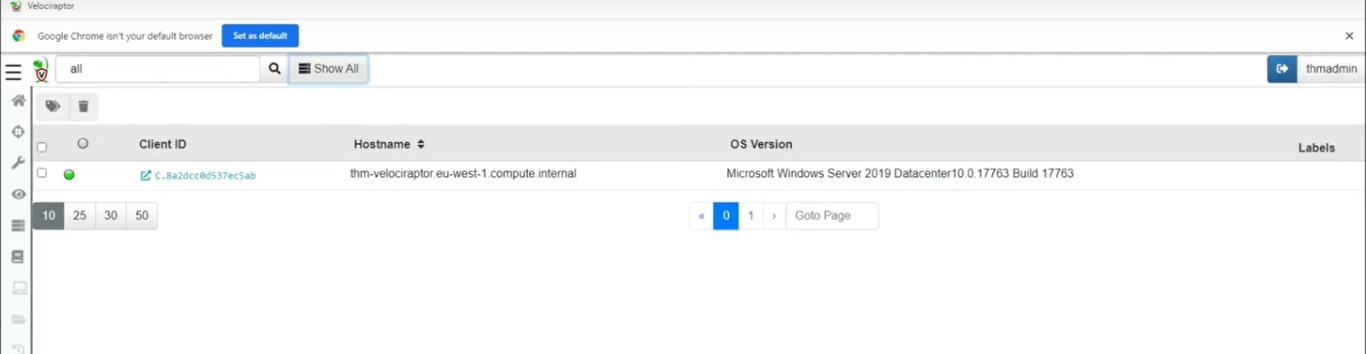 Velociraptor
Google Chrome isn't your default browser Set as default
all Show All thmadmin
Client ID Hostname OS Version Labels
C.8a2dcc0d537ec5ab thm-velociraptor.eu-west-1.compute.internal Microsoft Windows Server 2019 Datacenter10.0.17763 Build 17763
10 25 30 50 « 0 1 › Goto Page